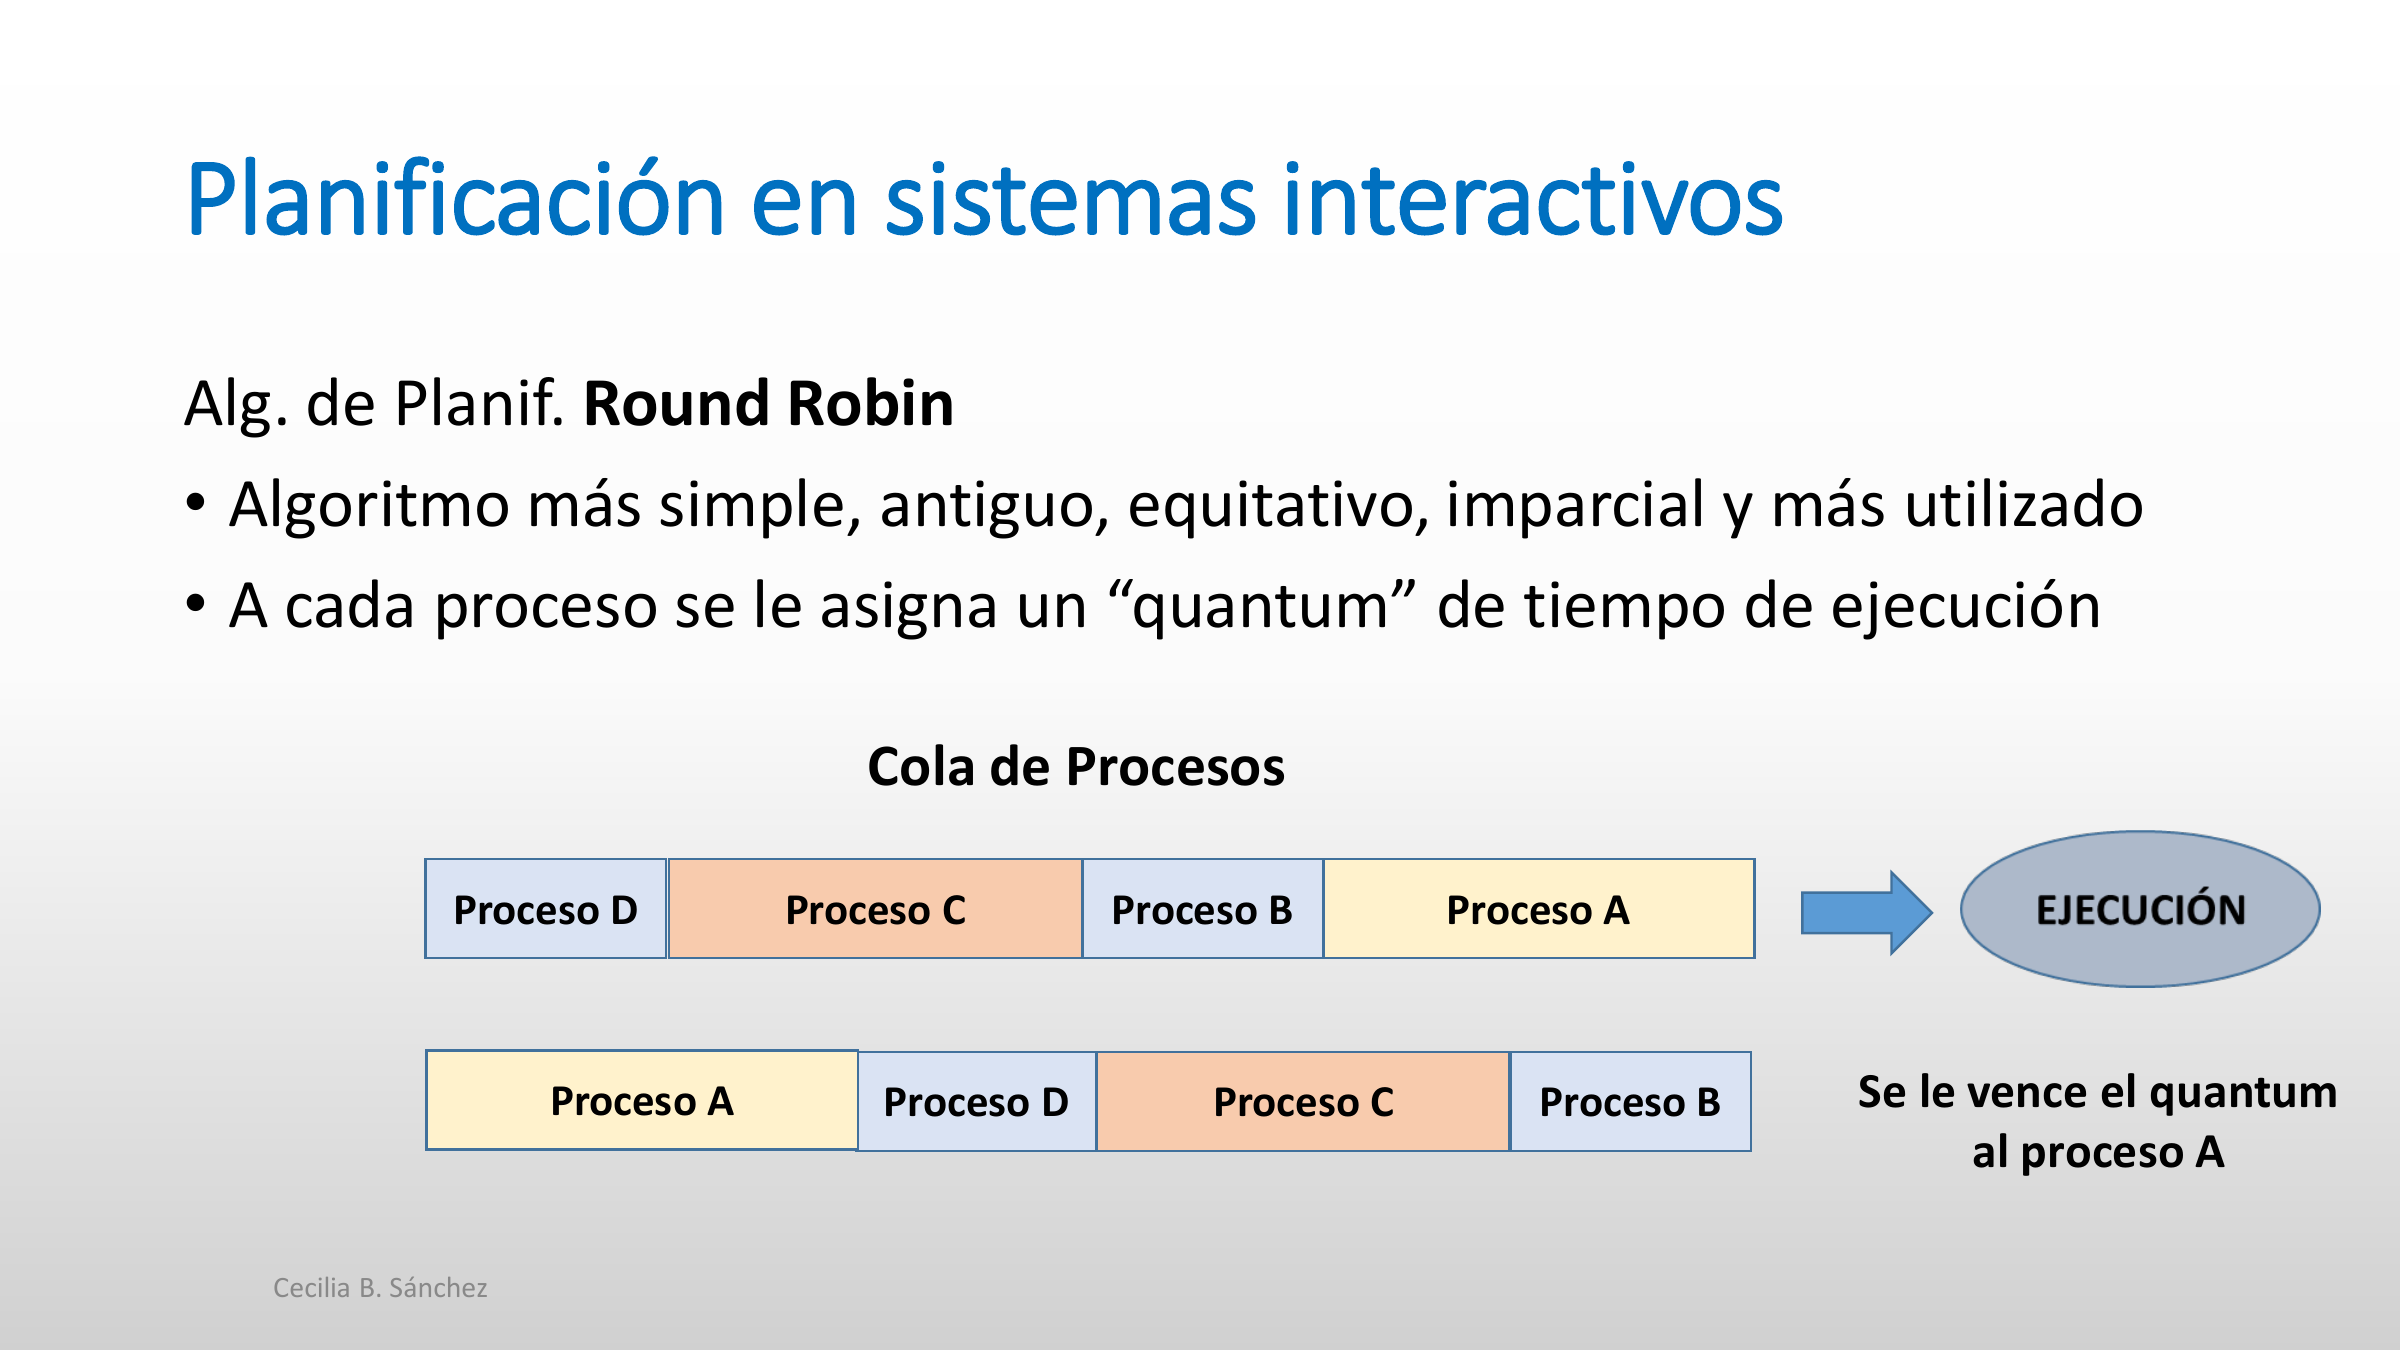 Planificación en sistemas interactivos
Alg. de Planif. Round Robin
• Algoritmo más simple, antiguo, equitativo, imparcial y más utilizado
• A cada proceso se le asigna un “quantum” de tiempo de ejecución
Cola de Procesos
Proceso D Proceso C Proceso B Proceso A EJECUCIÓN
Proceso A Proceso D Proceso C Proceso B
Se le vence el quantum
al proceso A
Cecilia B. Sánchez